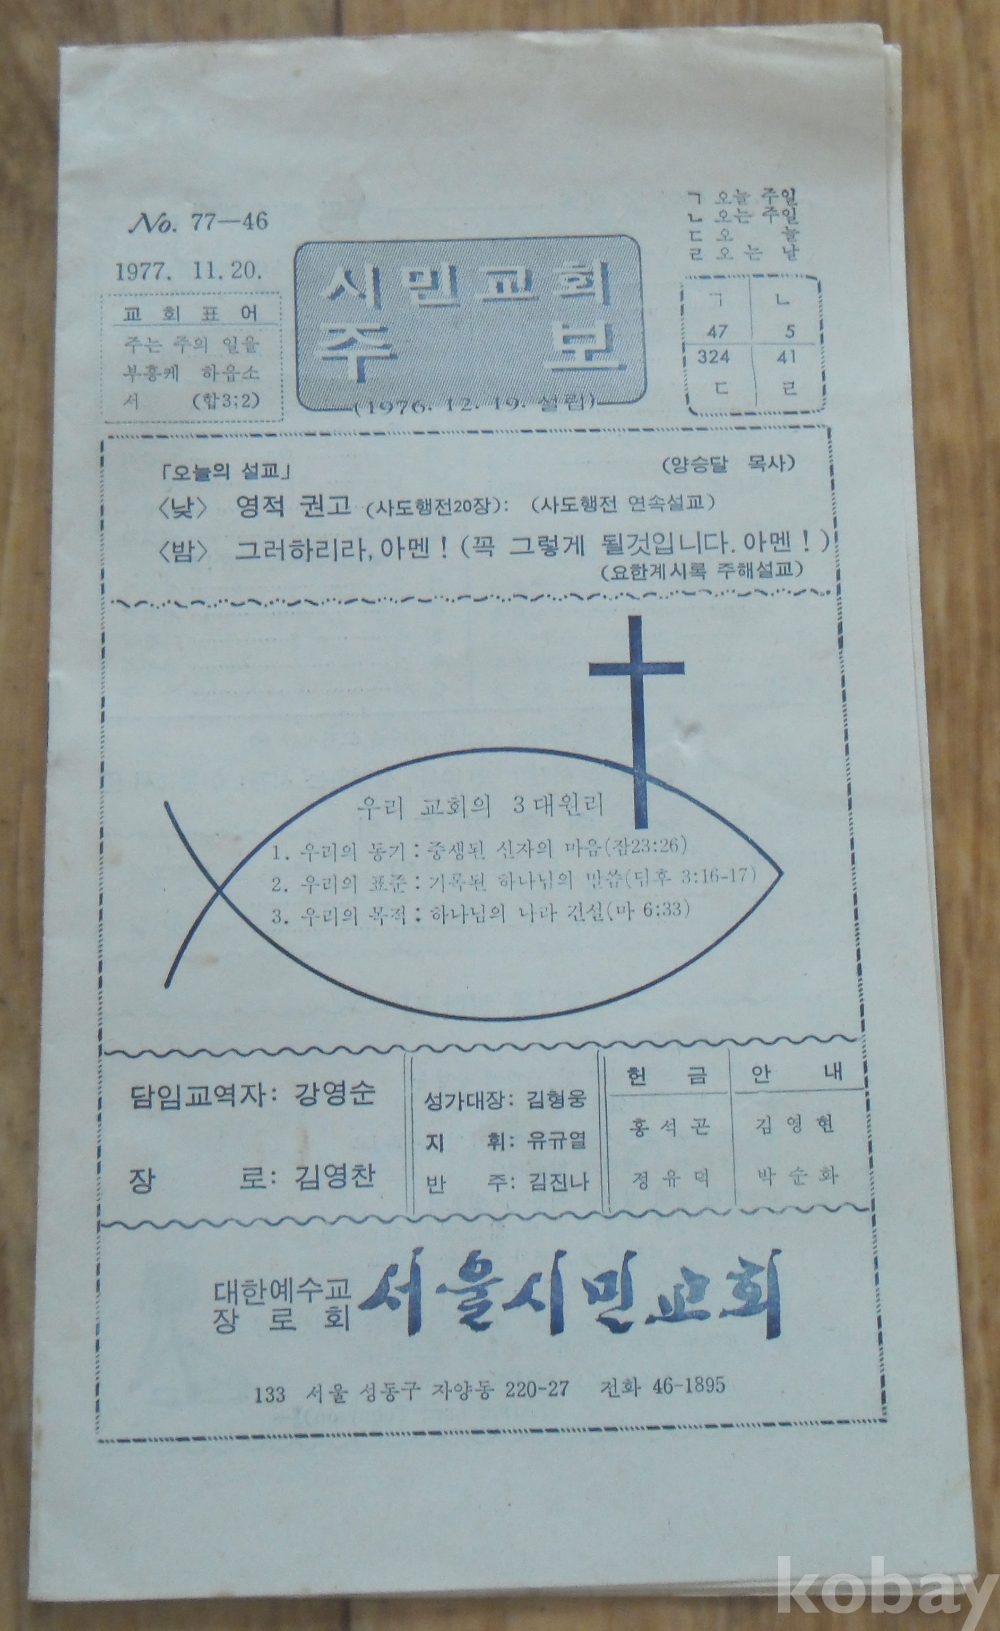 No. 77-46
1977. 11. 20.
교 회 표 어
주는 주의 일을
부흥케 하옵소
서 (합3:2)
시민교회
주 보
(1976. 12. 19. 설립)
ㄱ 오늘 주일
ㄴ 오는 주일
ㄷ 오 늘
ㄹ 오 는 날
ㄱ ㄴ
47 5
324 41
ㄷ ㄹ
「오늘의 설교」 (양승달 목사)
〈낮〉 영적 권고 (사도행전20장): (사도행전 연속설교)
〈밤〉 그러하리라, 아멘! (꼭 그렇게 될것입니다. 아멘!)
(요한계시록 주해설교)
우리 교회의 3대원리
1. 우리의 동기: 중생된 신자의 마음(잠23:26)
2. 우리의 표준: 기록된 하나님의 말씀(딤후 3:16-17)
3. 우리의 목적: 하나님의 나라 건설(마 6:33)
담임교역자: 강영순
장 로: 김영찬
성가대장: 김형웅
지 휘: 유규열
반 주: 김진나
헌 금
홍 석 곤
경 유 덕
안 내
김 영 현
박 순 화
대한예수교
장 로 회
서울시민교회
133 서울 성동구 자양동 220-27 전화 46-1895
kobay